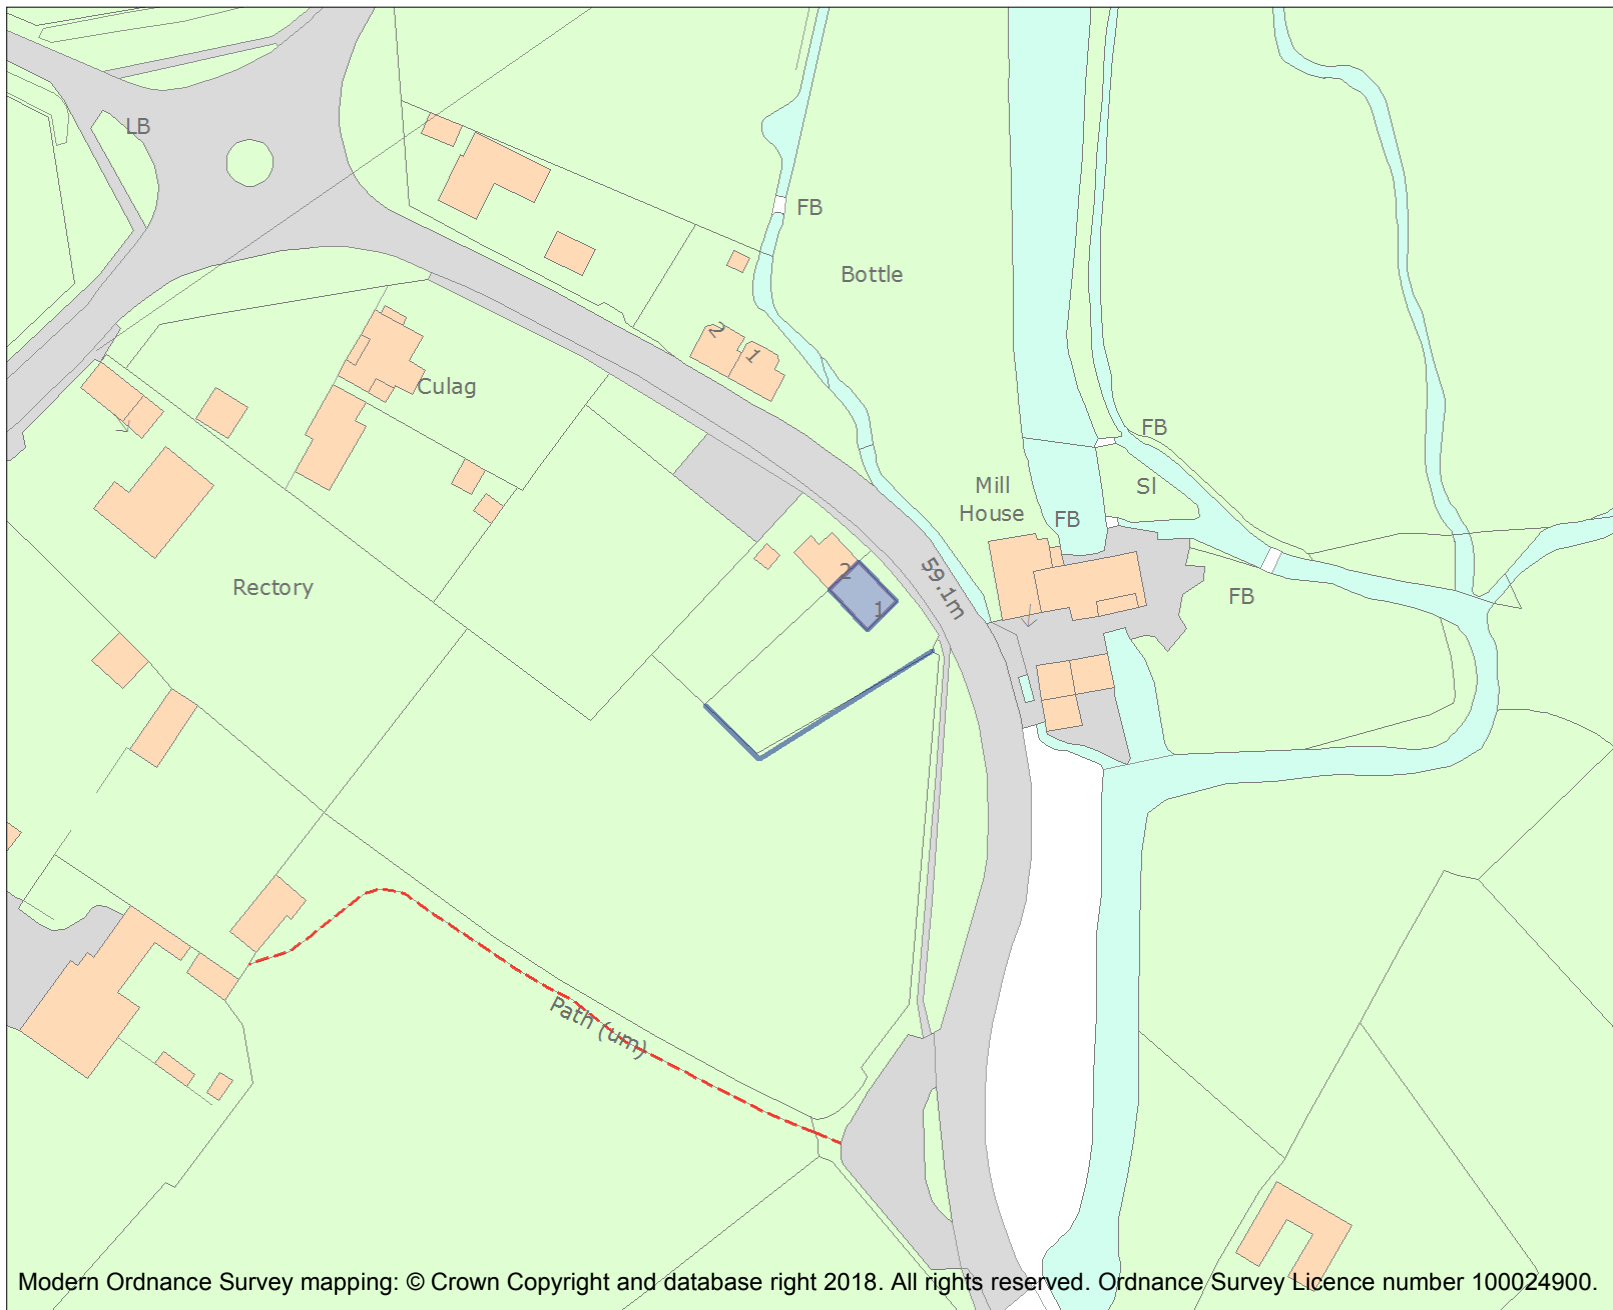 LB
FB
Bottle
2
1
Culag
FB
Mill
House
Sl
FB
59.1m
2
1
Rectory
FB
Path (um)
Modern Ordnance Survey mapping: © Crown Copyright and database right 2018. All rights reserved. Ordnance Survey Licence number 100024900.